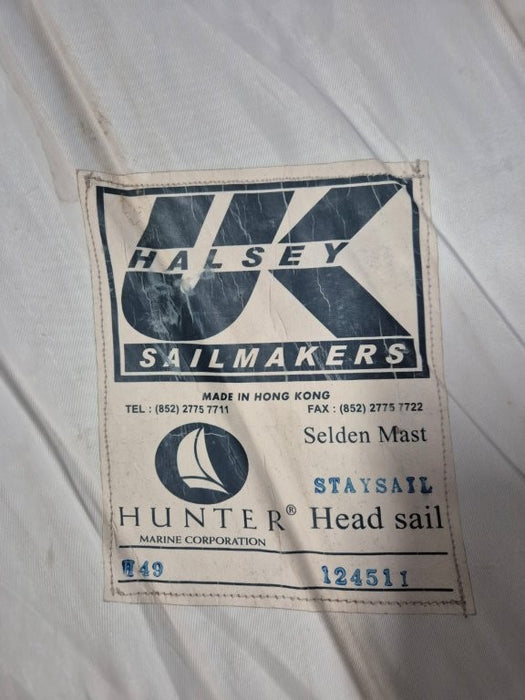 UK
HALSEY
SAILMAKERS
MADE IN HONG KONG
TEL : (852) 2775 7711 FAX : (852) 2775 7722
Selden Mast
STAYSAIL
HUNTER® Head sail
MARINE CORPORATION
H49 124511